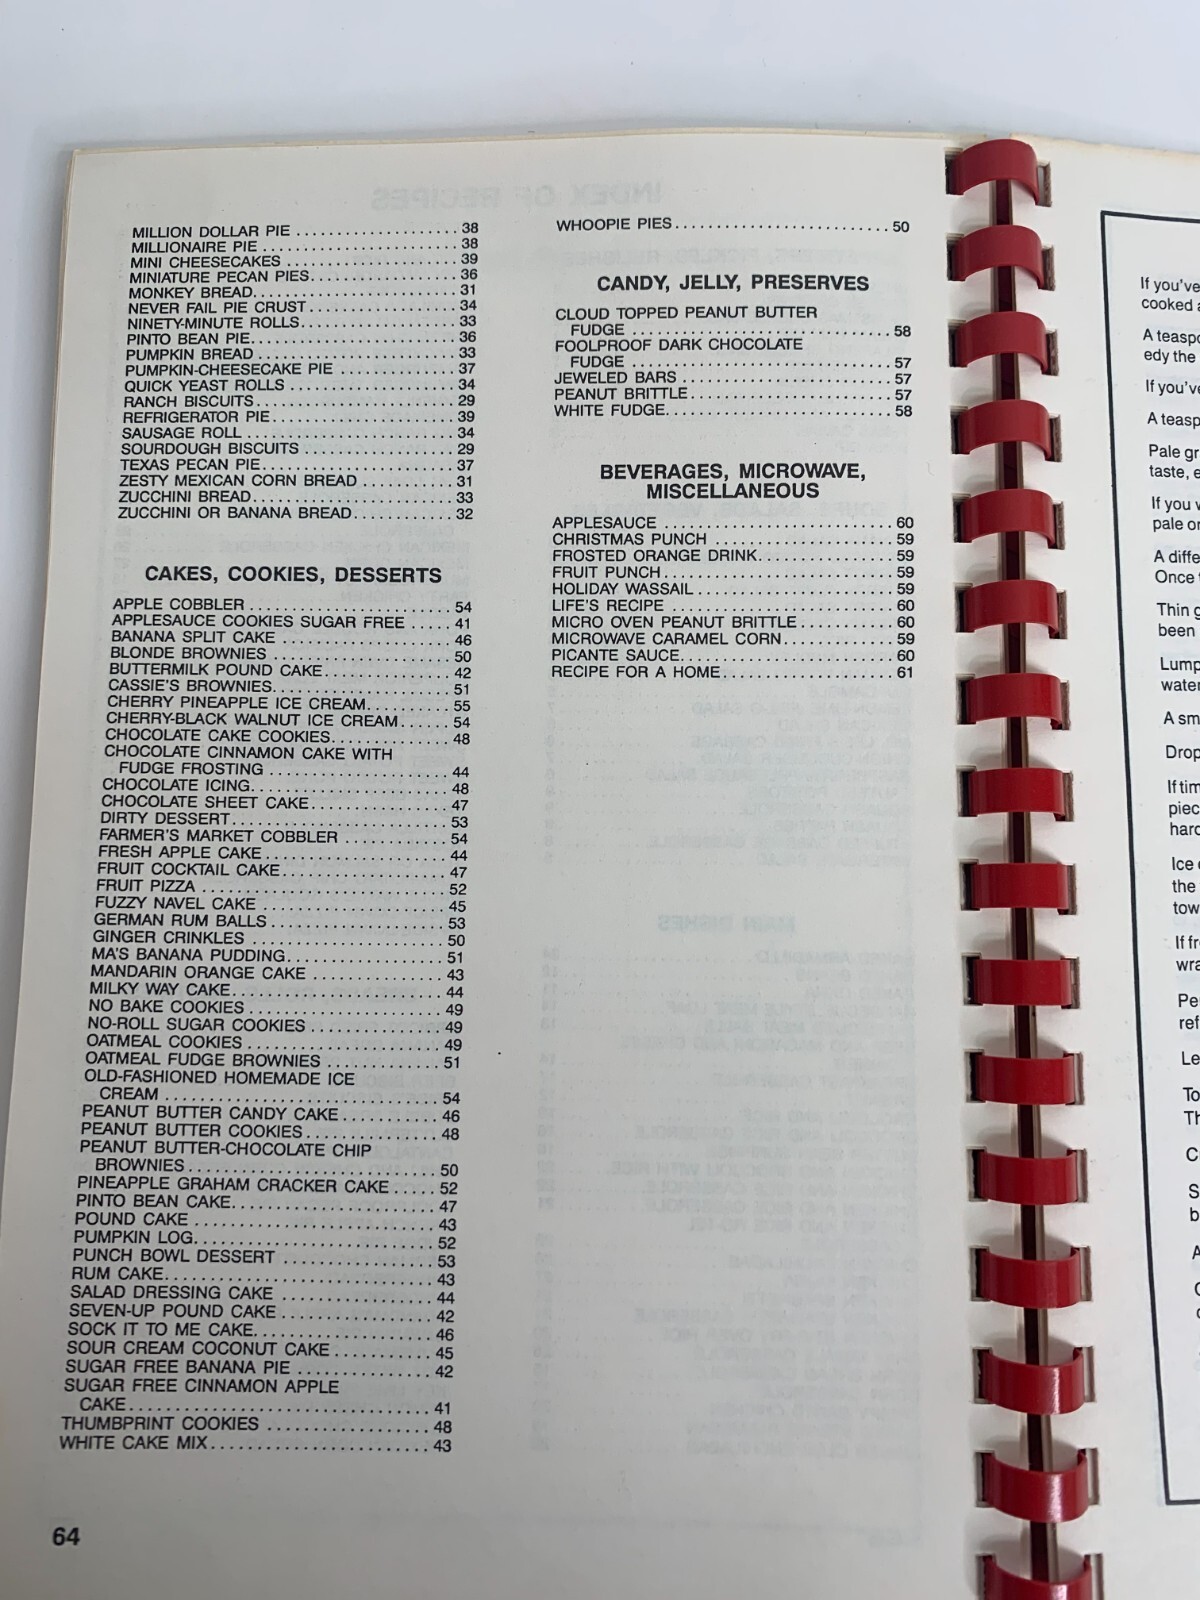 MILLION DOLLAR PIE ..................... 38
MILLIONAIRE PIE ......................... 38
MINI CHEESECAKES ...................... 39
MINIATURE PECAN PIES................... 36
MONKEY BREAD.......................... 31
NEVER FAIL PIE CRUST ................... 34
NINETY-MINUTE ROLLS.................... 33
PINTO BEAN PIE.......................... 36
PUMPKIN BREAD ......................... 33
PUMPKIN-CHEESECAKE PIE ............... 37
QUICK YEAST ROLLS ..................... 34
RANCH BISCUITS......................... 29
REFRIGERATOR PIE....................... 39
SAUSAGE ROLL .......................... 34
SOURDOUGH BISCUITS ................... 29
TEXAS PECAN PIE........................ 37
ZESTY MEXICAN CORN BREAD ............ 31
ZUCCHINI BREAD......................... 33
ZUCCHINI OR BANANA BREAD............. 32
CAKES, COOKIES, DESSERTS
APPLE COBBLER ......................... 54
APPLESAUCE COOKIES SUGAR FREE ..... 41
BANANA SPLIT CAKE ..................... 46
BLONDE BROWNIES ...................... 50
BUTTERMILK POUND CAKE................ 42
CASSIE'S BROWNIES...................... 51
CHERRY PINEAPPLE ICE CREAM........... 55
CHERRY-BLACK WALNUT ICE CREAM....... 54
CHOCOLATE CAKE COOKIES............... 48
CHOCOLATE CINNAMON CAKE WITH
FUDGE FROSTING ....................... 44
CHOCOLATE ICING........................ 48
CHOCOLATE SHEET CAKE................. 47
DIRTY DESSERT.......................... 53
FARMER'S MARKET COBBLER ............. 54
FRESH APPLE CAKE....................... 44
FRUIT COCKTAIL CAKE.................... 47
FRUIT PIZZA ............................. 52
FUZZY NAVEL CAKE ...................... 45
GERMAN RUM BALLS ..................... 53
GINGER CRINKLES ....................... 50
MA'S BANANA PUDDING................... 51
MANDARIN ORANGE CAKE ................ 43
MILKY WAY CAKE......................... 44
NO BAKE COOKIES ....................... 49
NO-ROLL SUGAR COOKIES ................ 49
OATMEAL COOKIES ....................... 49
OATMEAL FUDGE BROWNIES .............. 51
OLD-FASHIONED HOMEMADE ICE
CREAM ................................. 54
PEANUT BUTTER CANDY CAKE ............ 46
PEANUT BUTTER COOKIES................ 48
PEANUT BUTTER-CHOCOLATE CHIP
BROWNIES.............................. 50
PINEAPPLE GRAHAM CRACKER CAKE ..... 52
PINTO BEAN CAKE........................ 47
POUND CAKE ............................ 43
PUMPKIN LOG............................ 52
PUNCH BOWL DESSERT .................. 53
RUM CAKE............................... 43
SALAD DRESSING CAKE .................. 44
SEVEN-UP POUND CAKE .................. 42
SOCK IT TO ME CAKE..................... 46
SOUR CREAM COCONUT CAKE ............ 45
SUGAR FREE BANANA PIE ................ 42
SUGAR FREE CINNAMON APPLE
CAKE................................... 41
THUMBPRINT COOKIES ................... 48
WHITE CAKE MIX......................... 43
64
WHOOPIE PIES........................... 50
CANDY, JELLY, PRESERVES
CLOUD TOPPED PEANUT BUTTER
FUDGE ................................. 58
FOOLPROOF DARK CHOCOLATE
FUDGE ................................. 57
JEWELED BARS .......................... 57
PEANUT BRITTLE......................... 57
WHITE FUDGE............................ 58
BEVERAGES, MICROWAVE,
MISCELLANEOUS
APPLESAUCE ............................ 60
CHRISTMAS PUNCH ...................... 59
FROSTED ORANGE DRINK................. 59
FRUIT PUNCH............................ 59
HOLIDAY WASSAIL ....................... 59
LIFE'S RECIPE ........................... 60
MICRO OVEN PEANUT BRITTLE ........... 60
MICROWAVE CARAMEL CORN............. 59
PICANTE SAUCE.......................... 60
RECIPE FOR A HOME..................... 61
If you've
cooked a
A teaspo
edy the
If you've
A teasp
Pale gr
taste, e
If you w
pale or
A diffe
Once
Thin g
been
Lump
water
A sm
Drop
If tim
piec
hard
Ice
the
tow
If fr
wra
Pe
ref
Le
To
Th
S
b
A